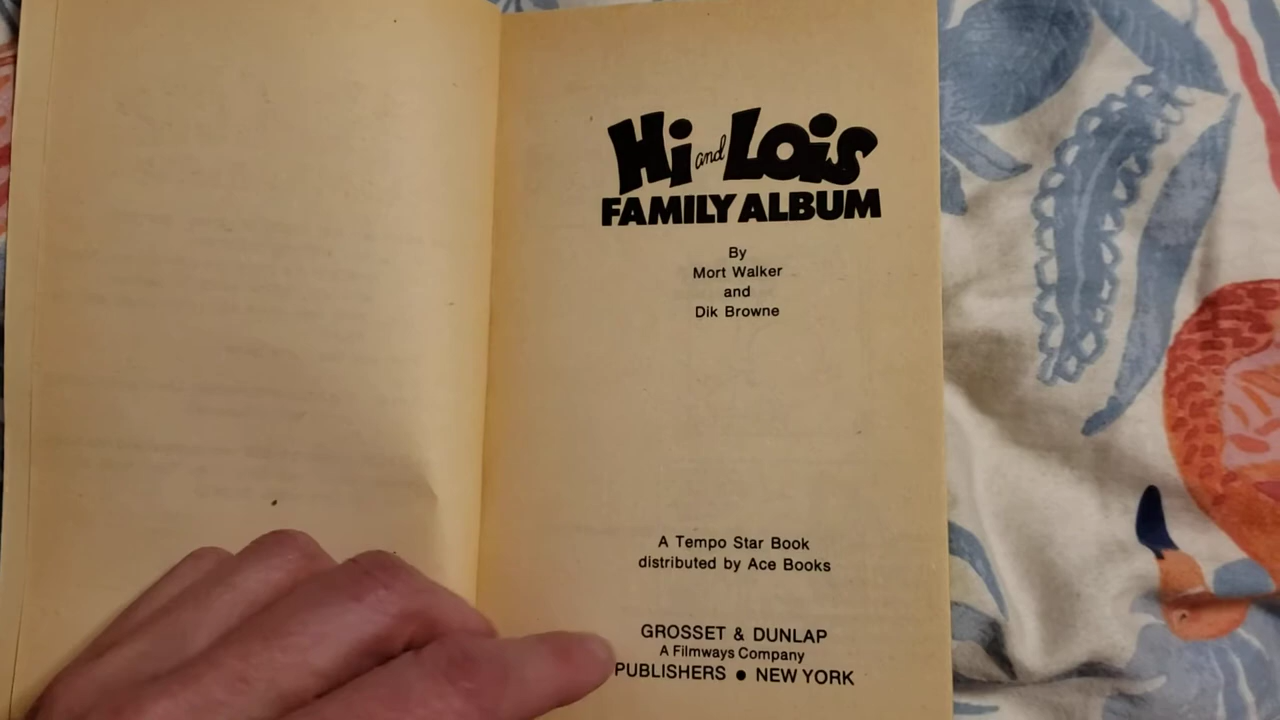 Hi and Lois
FAMILY ALBUM
By
Mort Walker
and
Dik Browne
A Tempo Star Book
distributed by Ace Books
GROSSET & DUNLAP
A Filmways Company
PUBLISHERS • NEW YORK